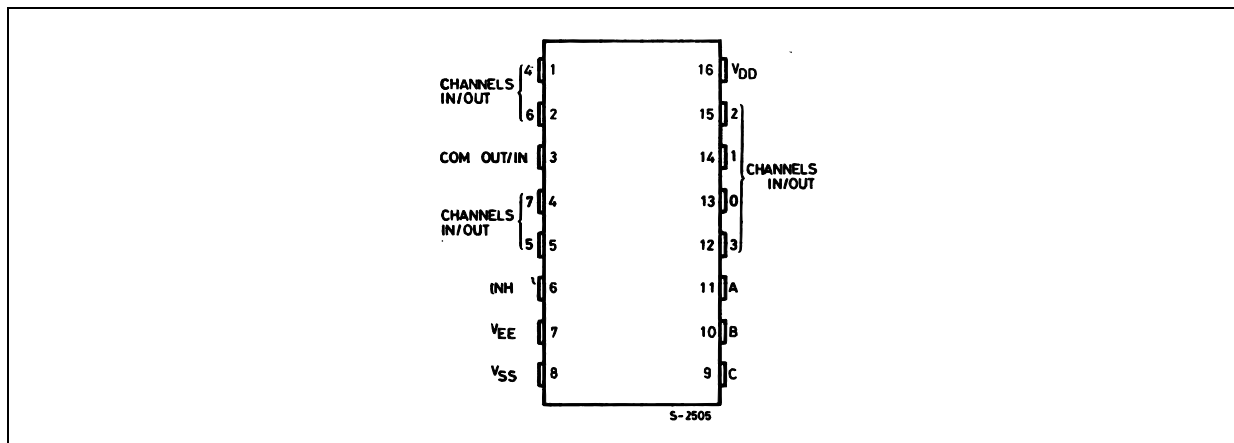 4 1 16 VDD
CHANNELS
IN/OUT
6 2 15 2
COM OUT/IN 3 14 1
CHANNELS
IN/OUT
7 4 13 0
CHANNELS
IN/OUT
5 5 12 3
INH 6 11 A
VEE 7 10 B
VSS 8 9 C
S-2505